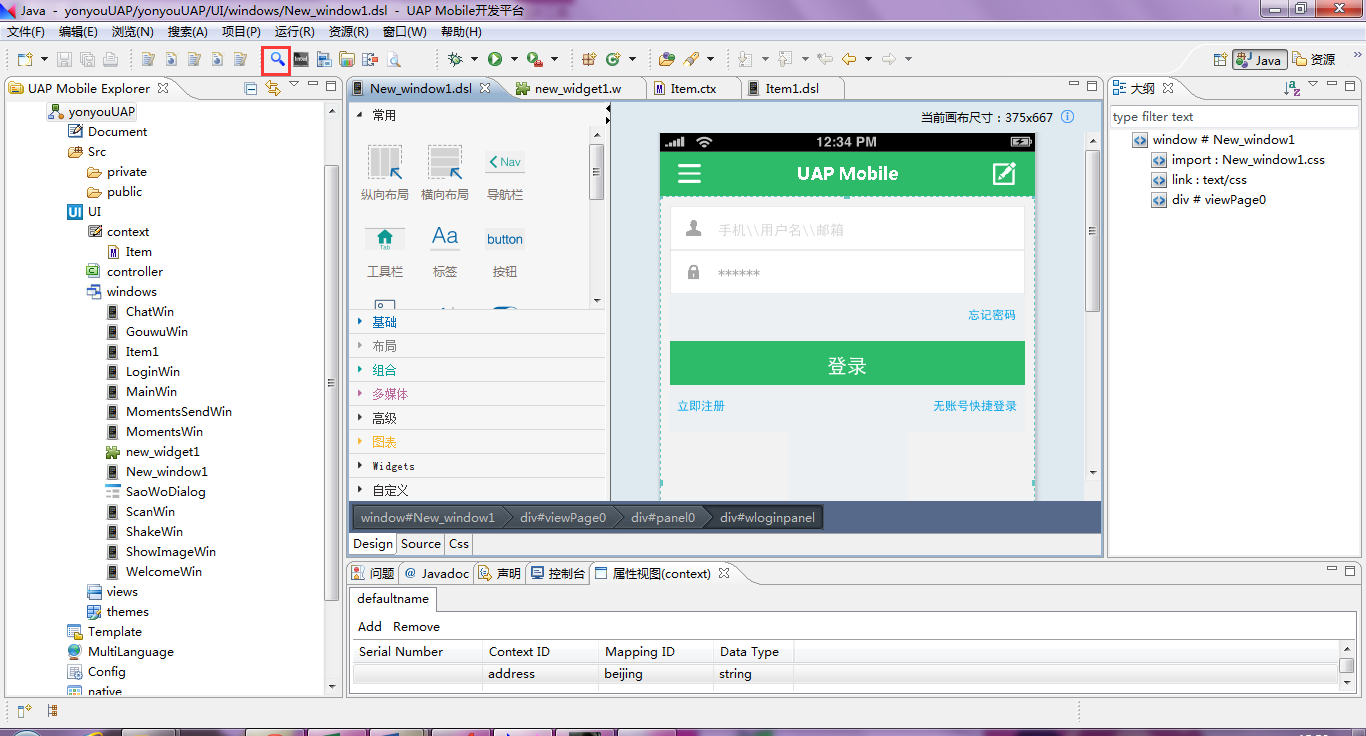 Java - yonyouUAP/yonyouUAP/UI/windows/New_window1.dsl - UAP Mobile开发平台
文件(F) 编辑(E) 浏览(N) 搜索(A) 项目(P) 运行(R) 资源(R) 窗口(W) 帮助(H)
Java 资源
UAP Mobile Explorer
yonyouUAP
Document
Src
private
public
UI
context
Item
controller
windows
ChatWin
GouwuWin
Item1
LoginWin
MainWin
MomentsSendWin
MomentsWin
new_widget1
New_window1
SaoWoDialog
ScanWin
ShakeWin
ShowImageWin
WelcomeWin
views
themes
Template
MultiLanguage
Config
native
New_window1.dsl new_widget1.w Item.ctx Item1.dsl
常用
Nav
纵向布局 横向布局 导航栏
Tab Aa button
工具栏 标签 按钮
基础
布局
组合
多媒体
高级
图表
Widgets
自定义
当前画布尺寸：375x667
12:34 PM
UAP Mobile
手机\\用户名\\邮箱
******
忘记密码
登录
立即注册 无账号快捷登录
window#New_window1 div#viewPage0 div#panel0 div#wloginpanel
Design Source Css
大纲
type filter text
window # New_window1
import : New_window1.css
link : text/css
div # viewPage0
问题 @ Javadoc 声明 控制台 属性视图(context)
defaultname
Add Remove
Serial Number Context ID Mapping ID Data Type
address beijing string